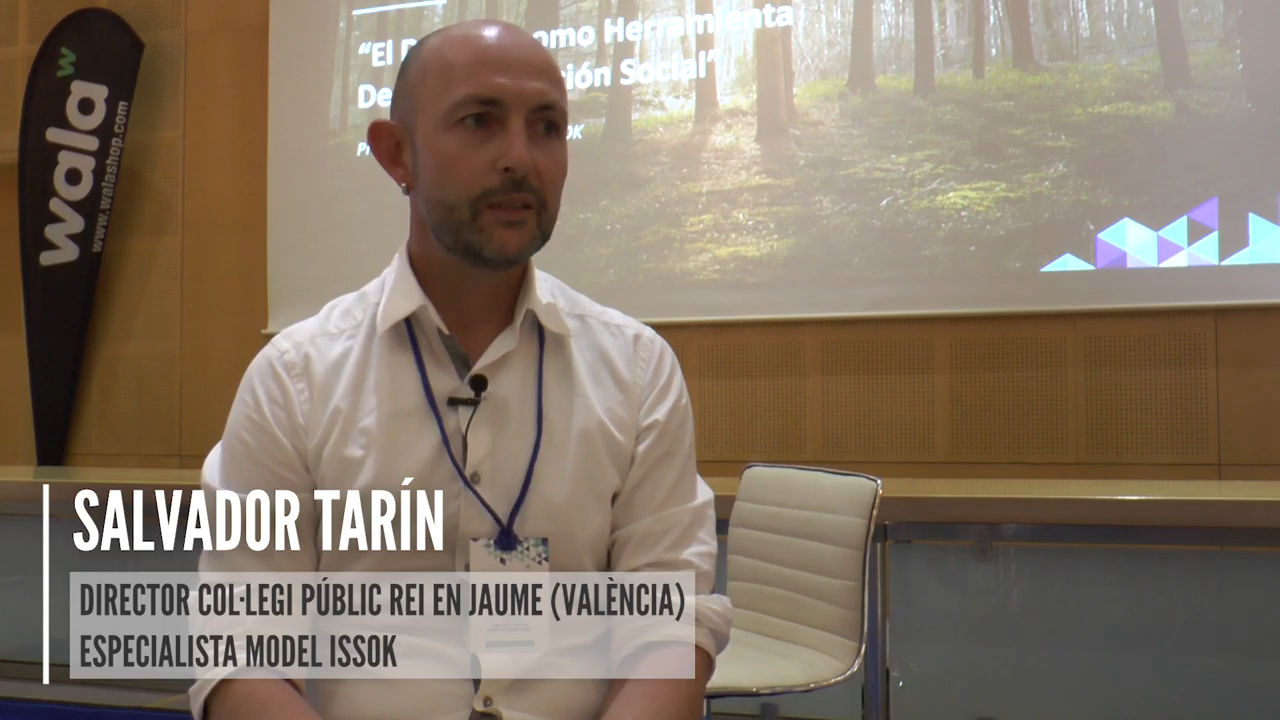 “El omo Herramienta
De ción Social”
wala
www.walashop.com
SALVADOR TARÍN
DIRECTOR COL·LEGI PÚBLIC REI EN JAUME (VALÈNCIA)
ESPECIALISTA MODEL ISSOK